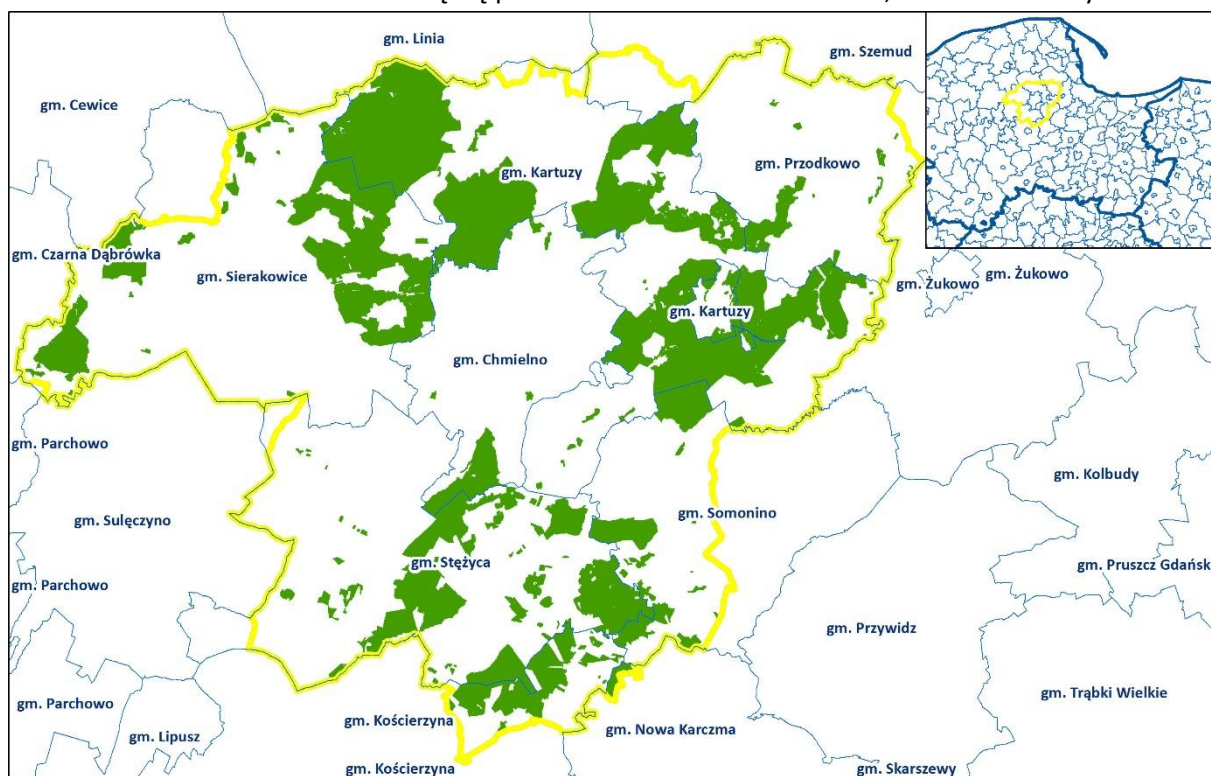 gm. Linia
gm. Szemud
gm. Cewice
gm. Kartuzy
gm. Przodkowo
gm. Czarna Dąbrówka
gm. Sierakowice
gm. Żukowo
gm. Żukowo
gm. Kartuzy
gm. Chmielno
gm. Parchowo
gm. Kolbudy
gm. Sulęczyno
gm. Somonino
gm. Stężyca
gm. Pruszcz Gdańsk
gm. Parchowo
gm. Przywidz
gm. Trąbki Wielkie
gm. Parchowo
gm. Kościerzyna
gm. Nowa Karczma
gm. Lipusz
gm. Kościerzyna
gm. Skarszewy